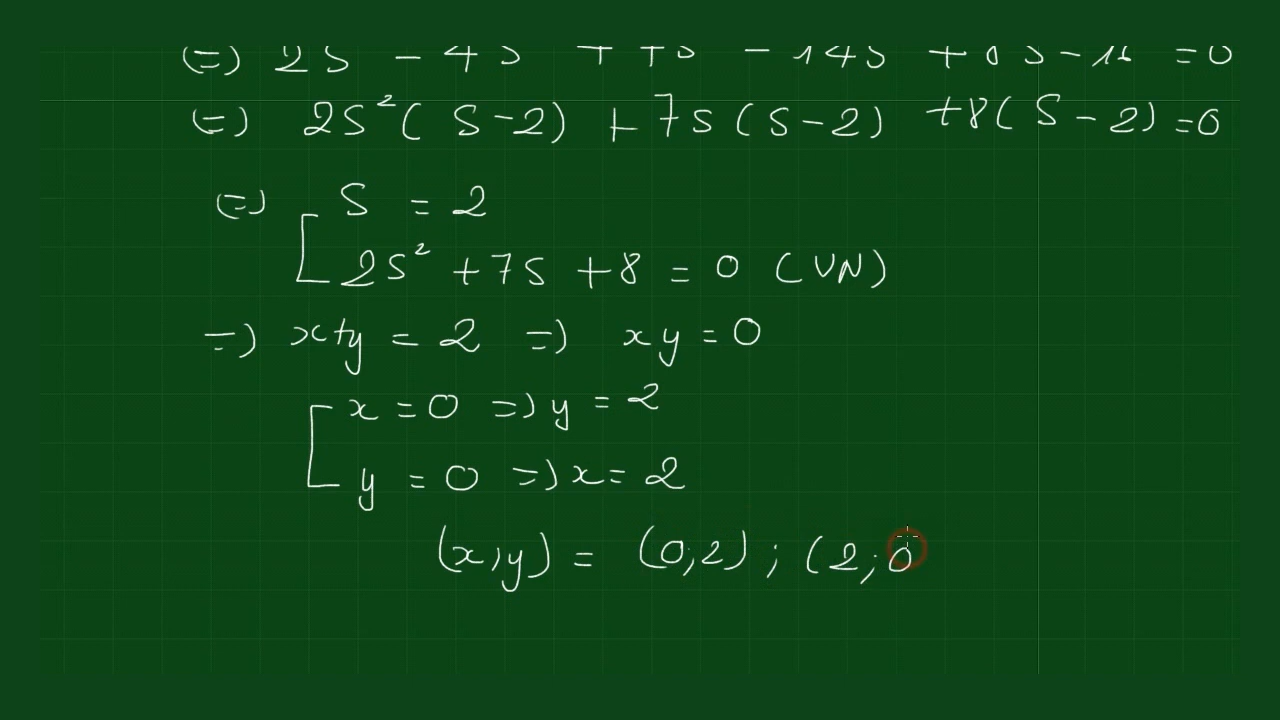 (=) 2S²(S-2) + 7S(S-2) +8(S-2)=0
(=) [ S = 2
2S² +7S +8 = 0 (VN)
=) x+y = 2 =) xy=0
[ x=0 =) y=2
y = 0 =) x=2
(x,y) = (0;2) ; (2;0